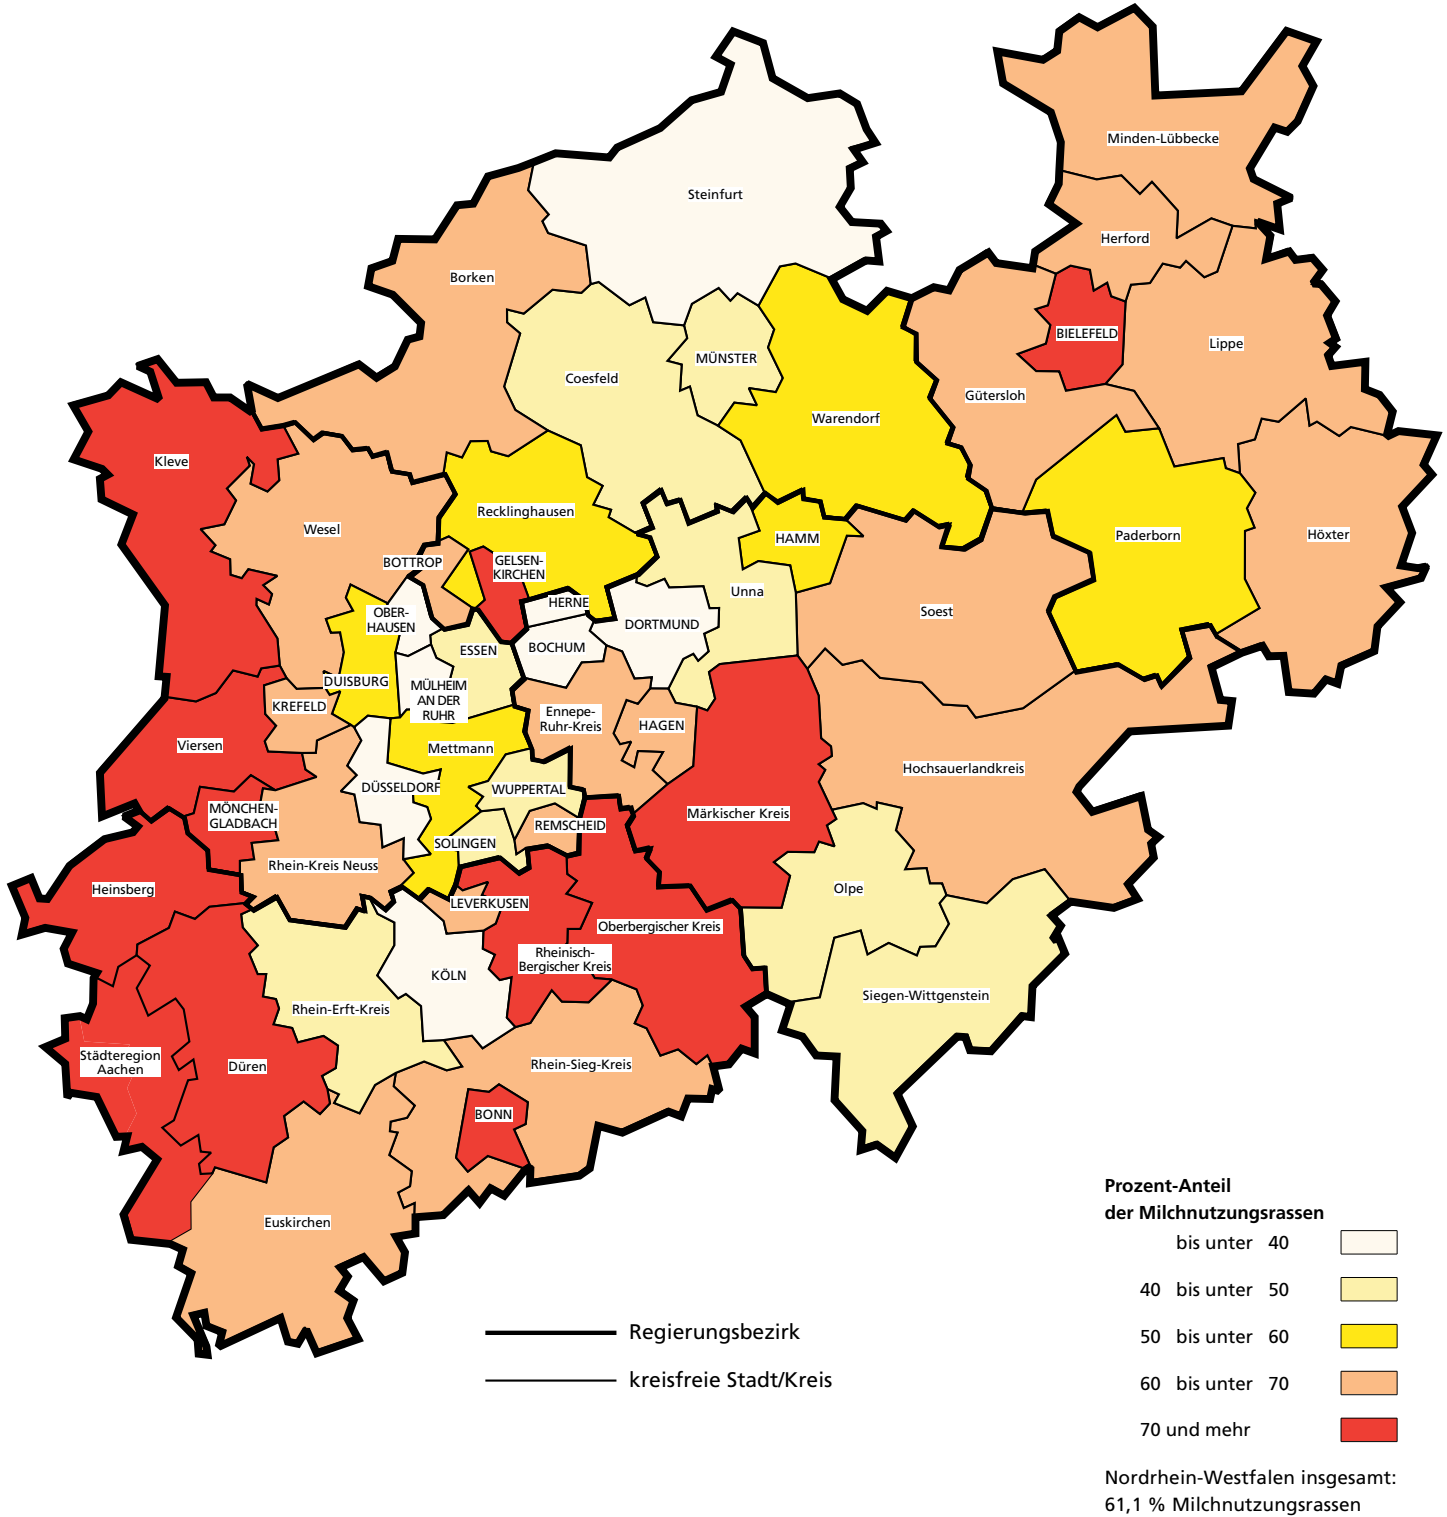 Minden-Lübbecke
Steinfurt
Herford
Borken
BIELEFELD
Lippe
MÜNSTER
Coesfeld
Gütersloh
Warendorf
Kleve
Recklinghausen
Wesel
HAMM
Paderborn
Höxter
BOTTROP
GELSEN-
KIRCHEN
Unna
HERNE
OBER-
HAUSEN
Soest
DORTMUND
BOCHUM
ESSEN
DUISBURG
MÜLHEIM
AN DER
RUHR
KREFELD
Ennepe-
Ruhr-Kreis
HAGEN
Viersen
Mettmann
Hochsauerlandkreis
DÜSSELDORF
WUPPERTAL
MÖNCHEN-
GLADBACH
Märkischer Kreis
REMSCHEID
SOLINGEN
Rhein-Kreis Neuss
Heinsberg
Olpe
LEVERKUSEN
Oberbergischer Kreis
Rheinisch-
Bergischer Kreis
KÖLN
Siegen-Wittgenstein
Rhein-Erft-Kreis
Städteregion
Aachen
Düren
Rhein-Sieg-Kreis
BONN
Euskirchen
Prozent-Anteil
der Milchnutzungsrassen
bis unter 40
40 bis unter 50
50 bis unter 60
60 bis unter 70
70 und mehr
Regierungsbezirk
kreisfreie Stadt/Kreis
Nordrhein-Westfalen insgesamt:
61,1 % Milchnutzungsrassen